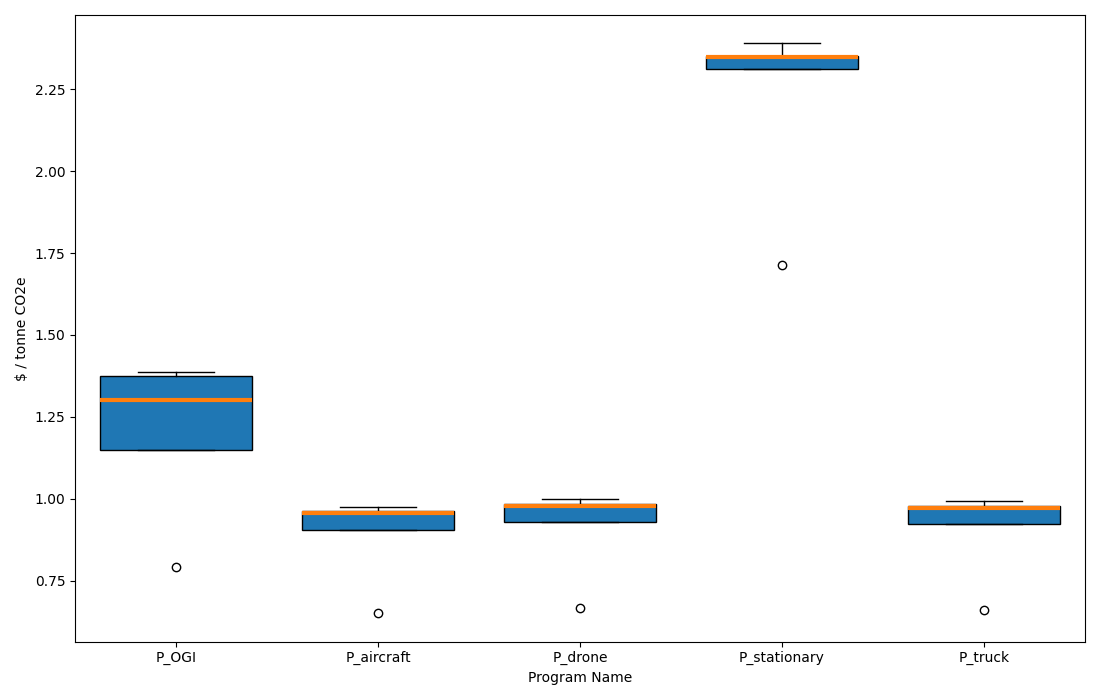 $ / tonne CO2e
2.25
2.00
1.75
1.50
1.25
1.00
0.75
P_OGI P_aircraft P_drone P_stationary P_truck
Program Name